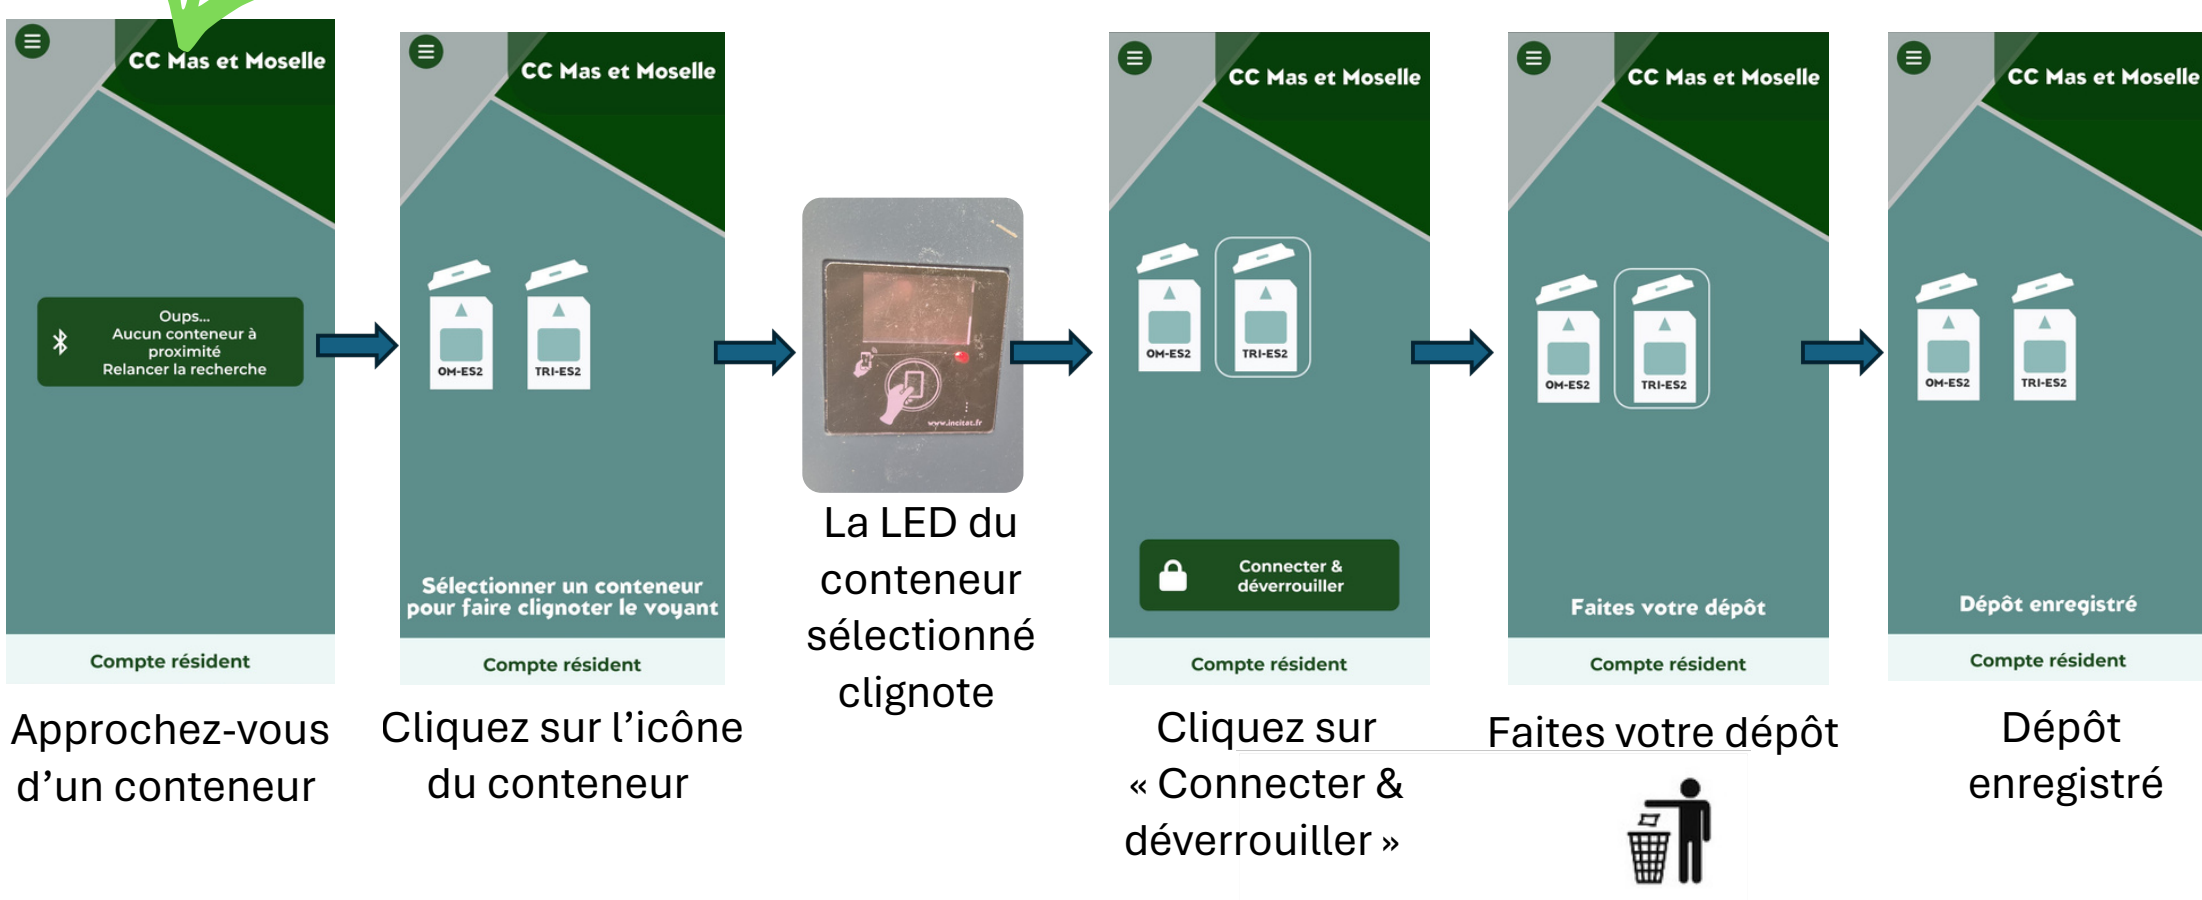 CC Mas et Moselle
Oups...
Aucun conteneur à
proximité
Relancer la recherche
Compte résident
Approchez-vous
d’un conteneur
CC Mas et Moselle
OM-ES2
TRI-ES2
Sélectionner un conteneur
pour faire clignoter le voyant
Compte résident
Cliquez sur l’icône
du conteneur
www.incitat.fr
La LED du
conteneur
sélectionné
clignote
CC Mas et Moselle
OM-ES2
TRI-ES2
Connecter &
déverrouiller
Compte résident
Cliquez sur
« Connecter &
déverrouiller »
CC Mas et Moselle
OM-ES2
TRI-ES2
Faites votre dépôt
Compte résident
Faites votre dépôt
CC Mas et Moselle
OM-ES2
TRI-ES2
Dépôt enregistré
Compte résident
Dépôt
enregistré